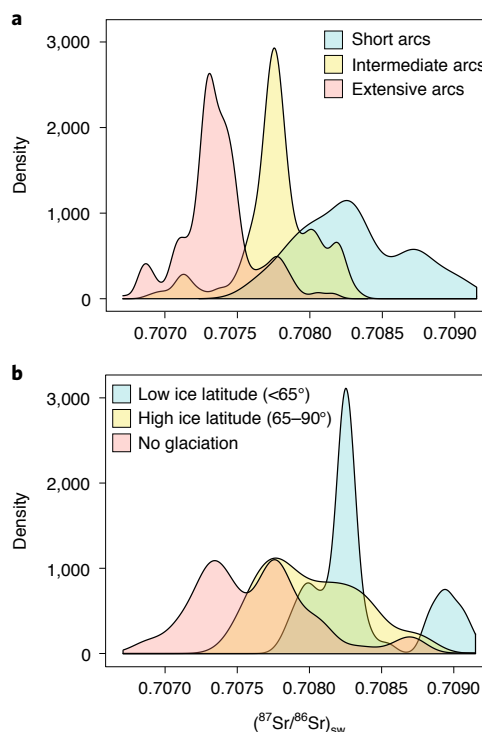 a
3,000
2,000
1,000
0
Density
Short arcs
Intermediate arcs
Extensive arcs
0.7070 0.7075 0.7080 0.7085 0.7090
b
3,000
2,000
1,000
0
Density
Low ice latitude (<65°)
High ice latitude (65–90°)
No glaciation
0.7070 0.7075 0.7080 0.7085 0.7090
(⁸⁷Sr/⁸⁶Sr)sw